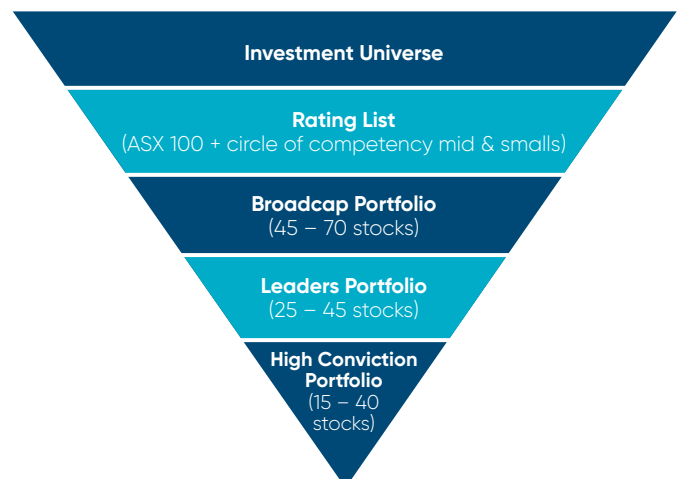 Investment Universe
Rating List
(ASX 100 + circle of competency mid & smalls)
Broadcap Portfolio
(45 – 70 stocks)
Leaders Portfolio
(25 – 45 stocks)
High Conviction
Portfolio
(15 – 40
stocks)